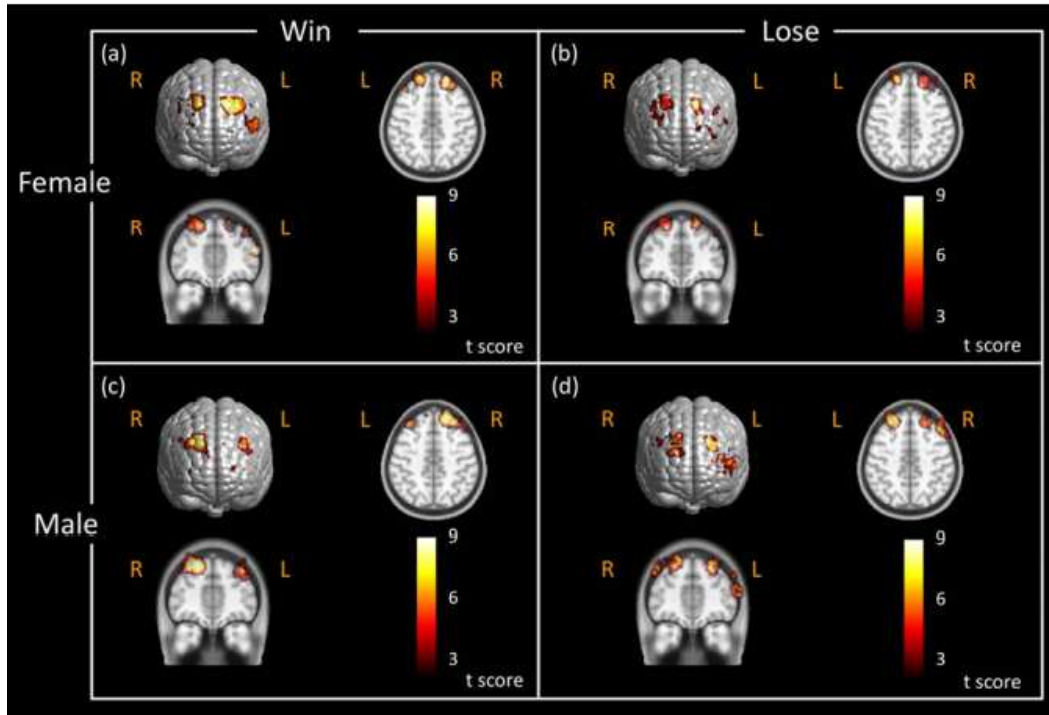 Win
Lose
Female
Male
(a)
R L L R
R L
9
6
3
t score
(b)
R L L R
R L
9
6
3
t score
(c)
R L L R
R L
9
6
3
t score
(d)
R L L R
R L
9
6
3
t score